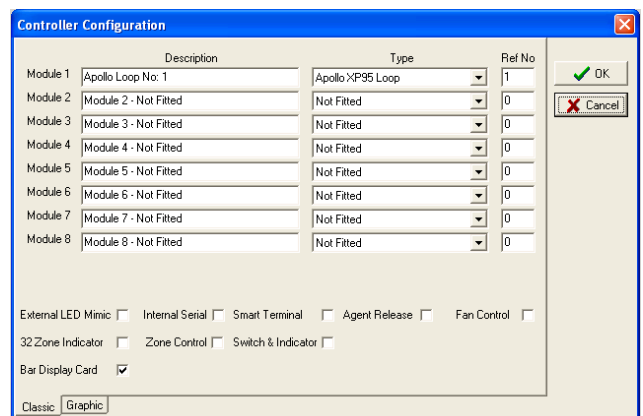 Controller Configuration
Description Type Ref No
Module 1 Apollo Loop No: 1 Apollo XP95 Loop 1
Module 2 Module 2 - Not Fitted Not Fitted 0
Module 3 Module 3 - Not Fitted Not Fitted 0
Module 4 Module 4 - Not Fitted Not Fitted 0
Module 5 Module 5 - Not Fitted Not Fitted 0
Module 6 Module 6 - Not Fitted Not Fitted 0
Module 7 Module 7 - Not Fitted Not Fitted 0
Module 8 Module 8 - Not Fitted Not Fitted 0
OK
Cancel
External LED Mimic Internal Serial Smart Terminal Agent Release Fan Control
32 Zone Indicator Zone Control Switch & Indicator
Bar Display Card
Classic Graphic